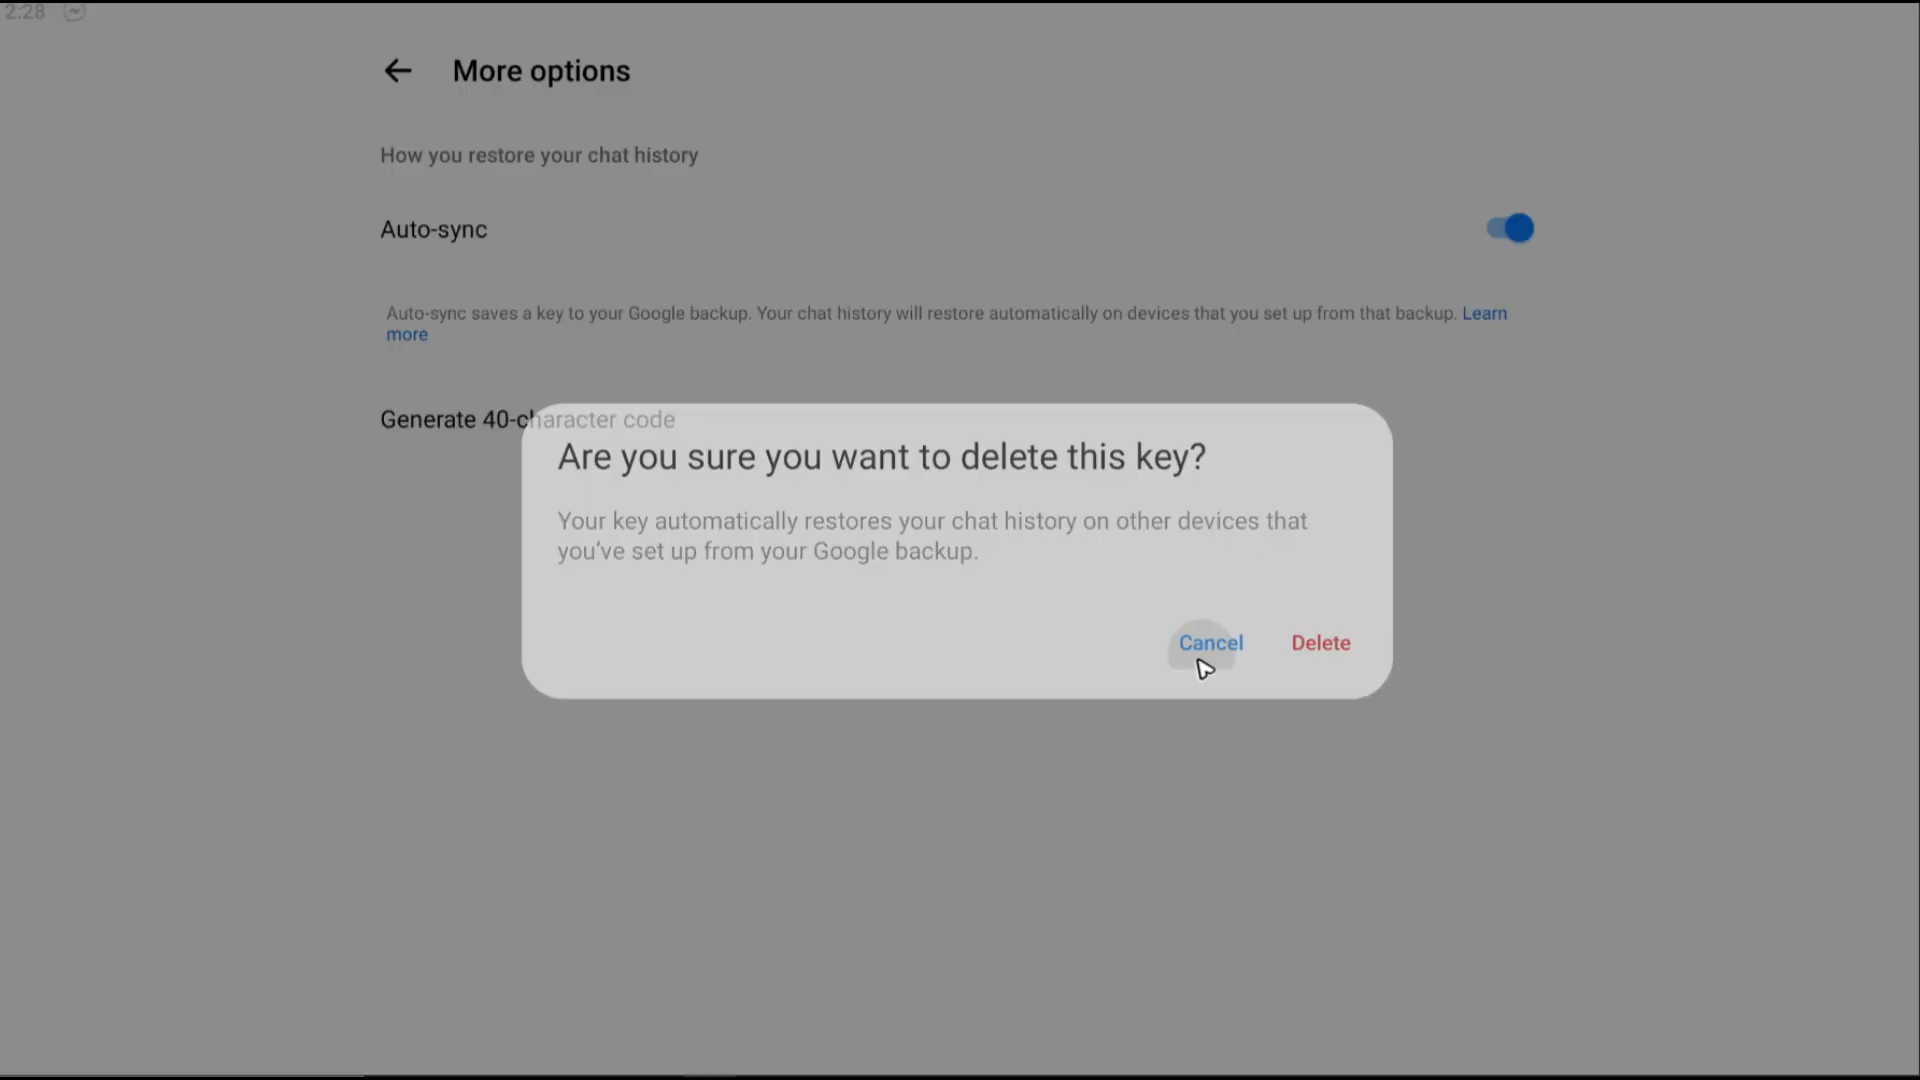 2:28
More options
How you restore your chat history
Auto-sync
Auto-sync saves a key to your Google backup. Your chat history will restore automatically on devices that you set up from that backup. Learn
more
Generate 40-character code
Are you sure you want to delete this key?
Your key automatically restores your chat history on other devices that
you've set up from your Google backup.
Cancel Delete